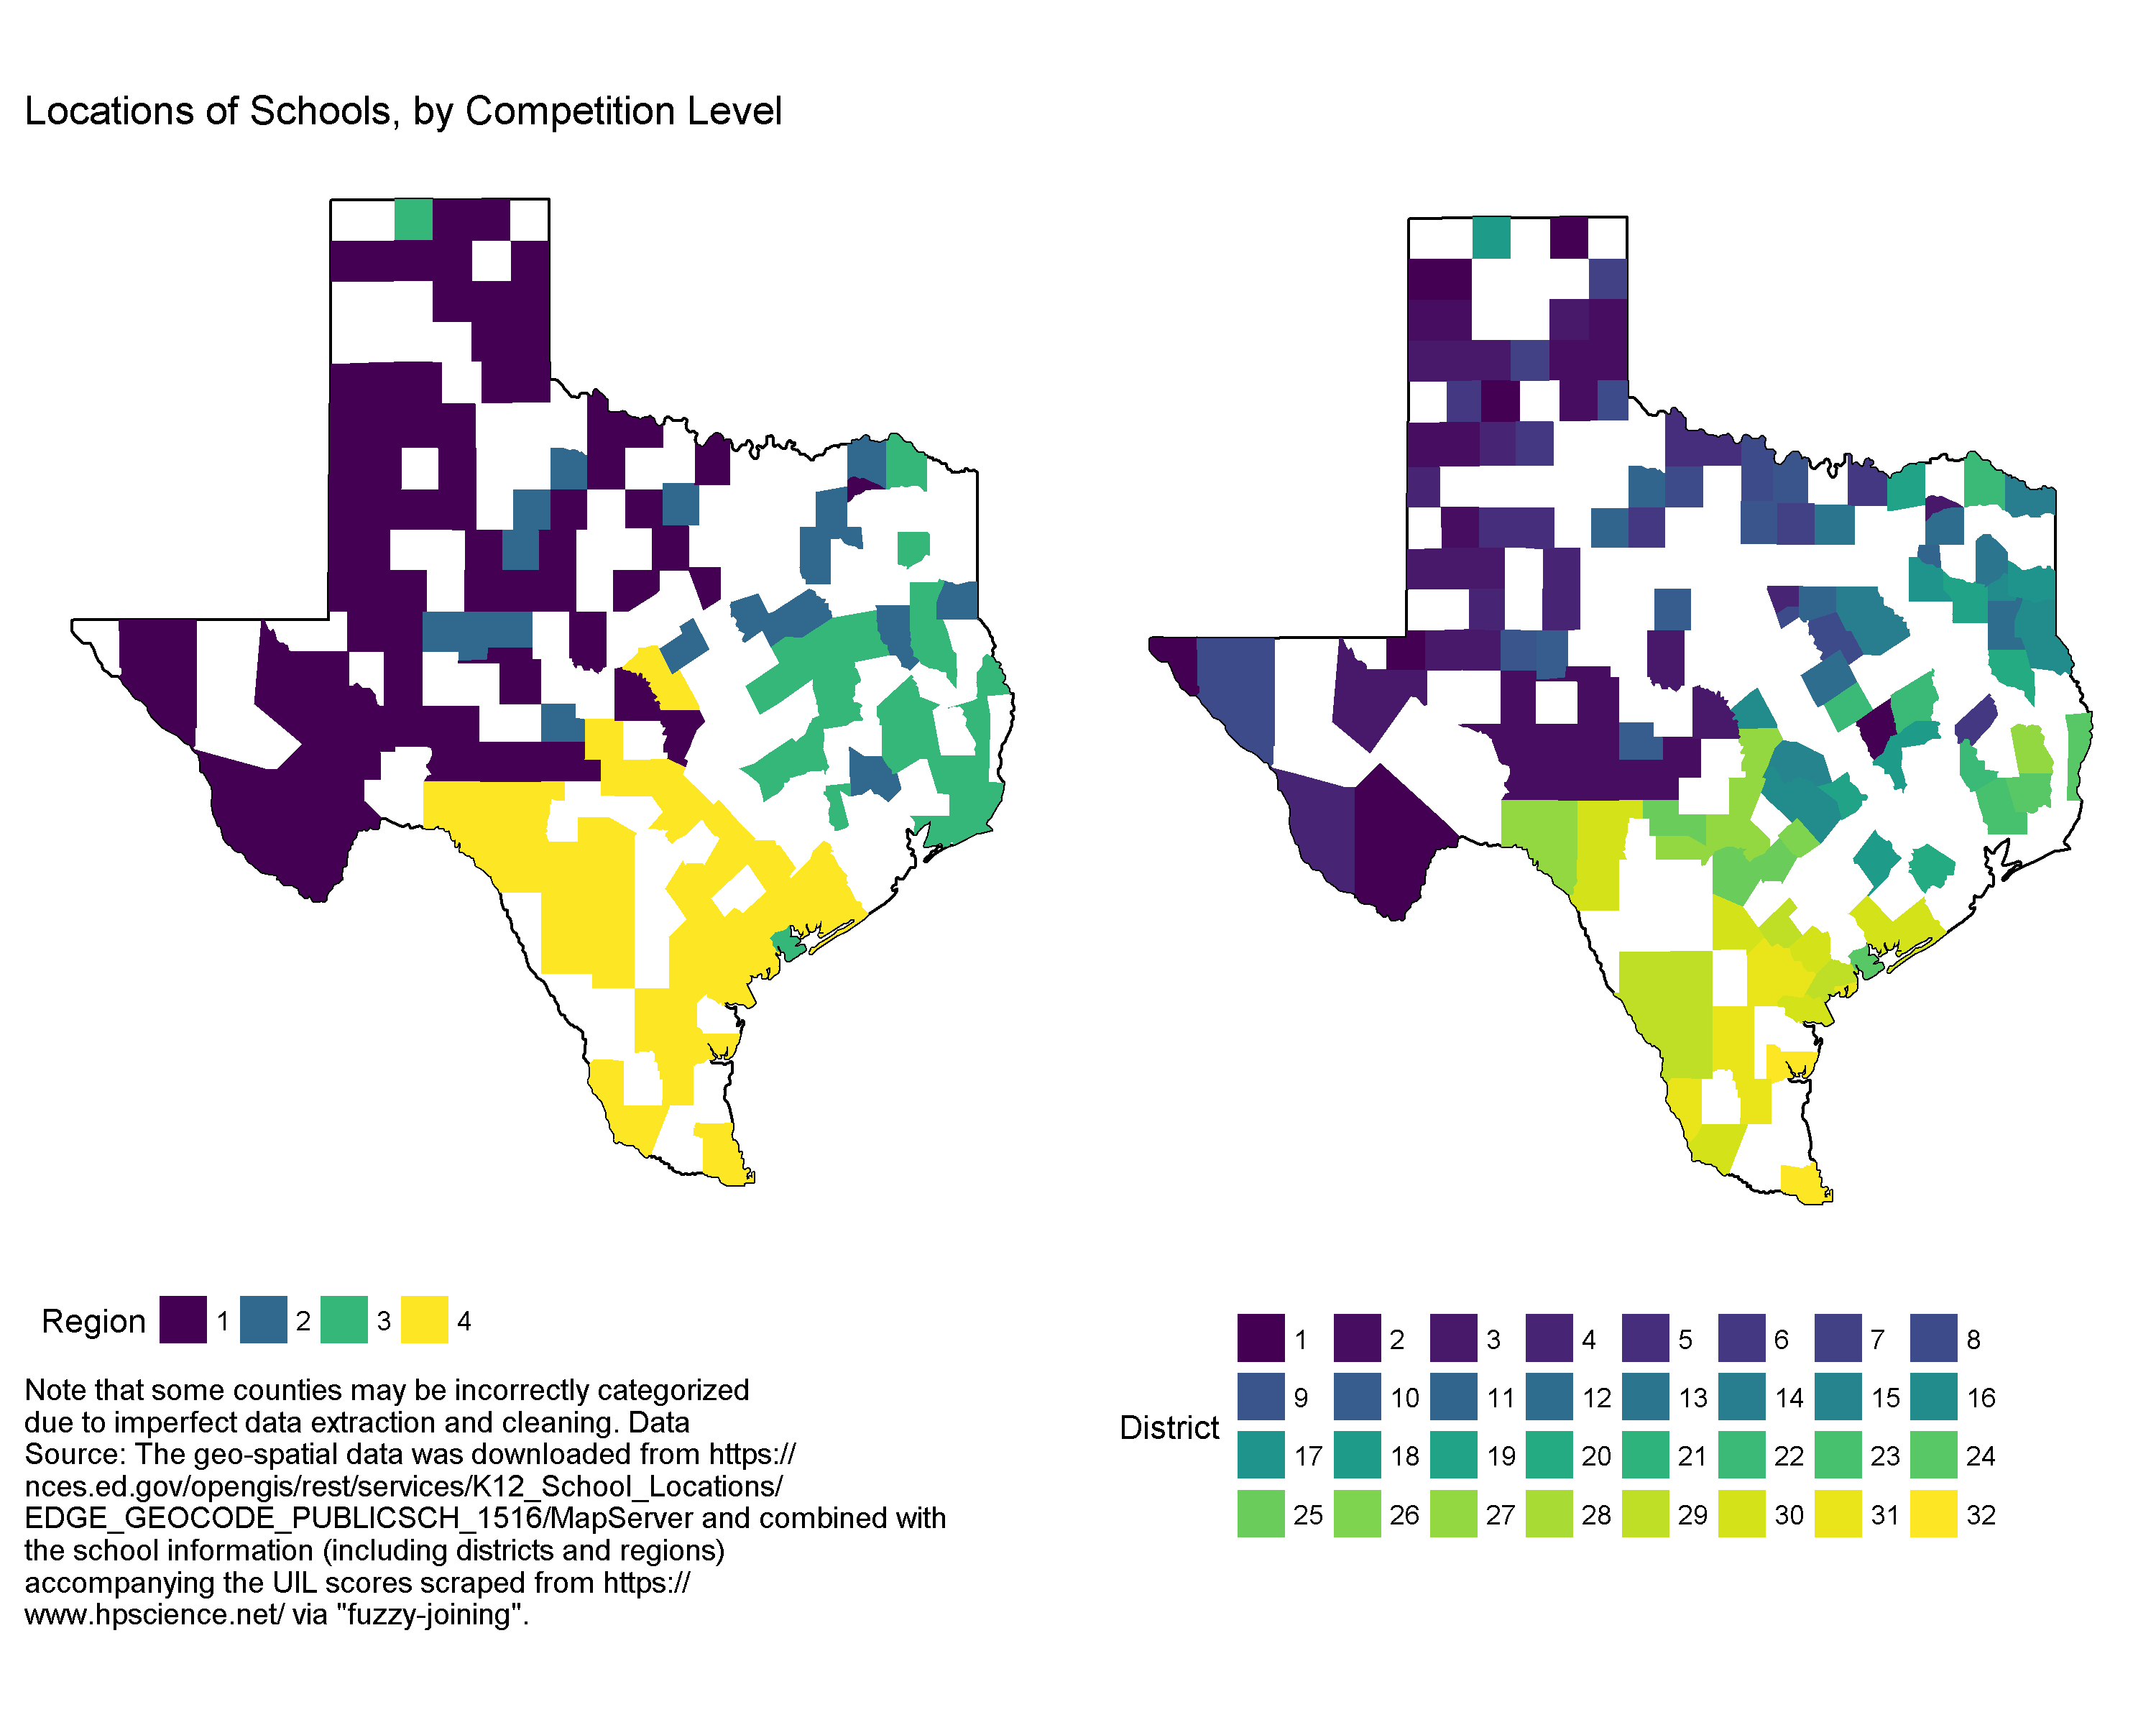 Locations of Schools, by Competition Level
Region 1 2 3 4
Note that some counties may be incorrectly categorized
due to imperfect data extraction and cleaning. Data
Source: The geo-spatial data was downloaded from https://
nces.ed.gov/opengis/rest/services/K12_School_Locations/
EDGE_GEOCODE_PUBLICSCH_1516/MapServer and combined with
the school information (including districts and regions)
accompanying the UIL scores scraped from https://
www.hpscience.net/ via "fuzzy-joining".
District
1 2 3 4 5 6 7 8
9 10 11 12 13 14 15 16
17 18 19 20 21 22 23 24
25 26 27 28 29 30 31 32